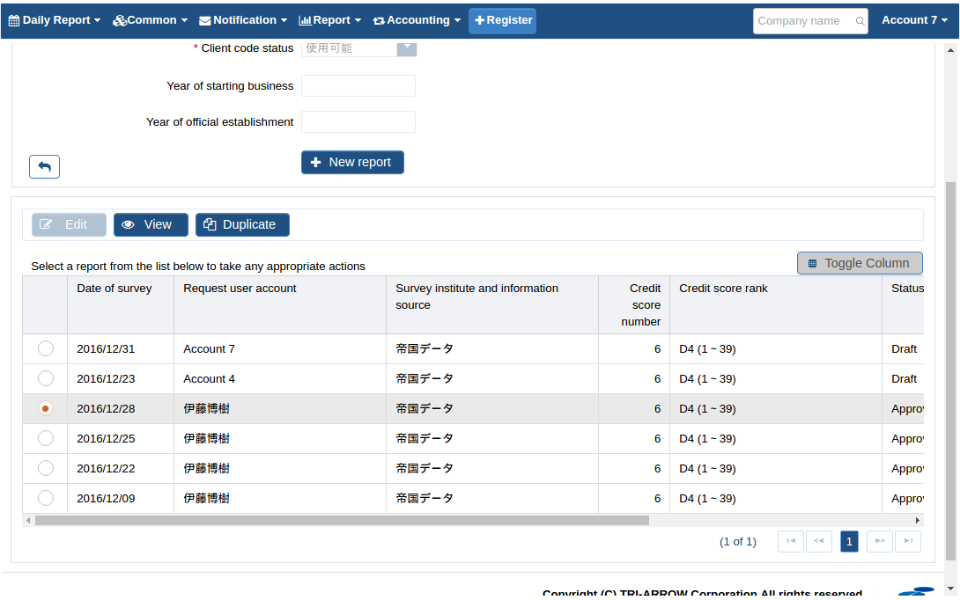 Daily Report Common Notification Report Accounting Register Company name Account 7
* Client code status 使用可能
Year of starting business
Year of official establishment
New report
Edit View Duplicate
Toggle Column
Select a report from the list below to take any appropriate actions
Date of survey Request user account Survey institute and information source Credit score number Credit score rank Status
2016/12/31 Account 7 帝国データ 6 D4 (1 ~ 39) Draft
2016/12/23 Account 4 帝国データ 6 D4 (1 ~ 39) Draft
2016/12/28 伊藤博樹 帝国データ 6 D4 (1 ~ 39) Appro
2016/12/25 伊藤博樹 帝国データ 6 D4 (1 ~ 39) Appro
2016/12/22 伊藤博樹 帝国データ 6 D4 (1 ~ 39) Appro
2016/12/09 伊藤博樹 帝国データ 6 D4 (1 ~ 39) Appro
(1 of 1) 1
Copyright (C) TRI-ARROW Corporation All rights reserved